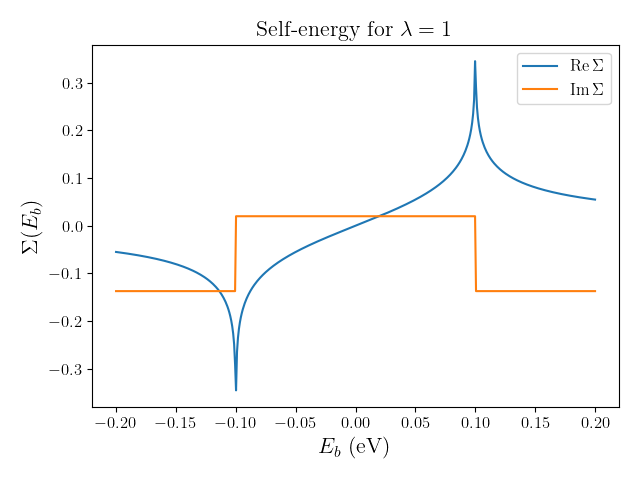 Self-energy for λ = 1
Re Σ
Im Σ
Σ(E_b)
0.3
0.2
0.1
0.0
−0.1
−0.2
−0.3
−0.20 −0.15 −0.10 −0.05 0.00 0.05 0.10 0.15 0.20
E_b (eV)